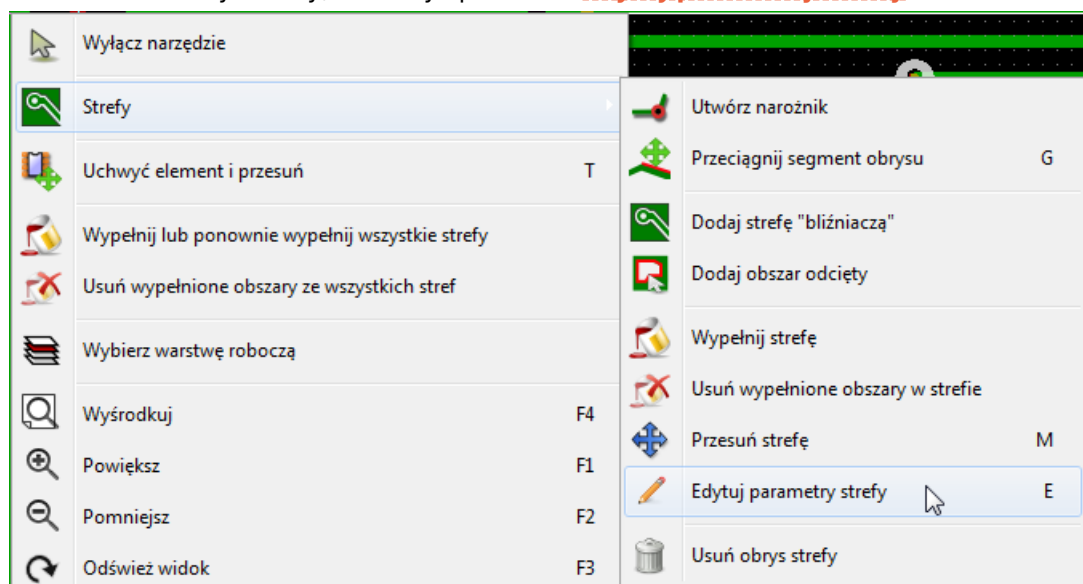 Wyłącz narzędzie
Strefy
Uchwyć element i przesuń T
Wypełnij lub ponownie wypełnij wszystkie strefy
Usuń wypełnione obszary ze wszystkich stref
Wybierz warstwę roboczą
Wyśrodkuj F4
Powiększ F1
Pomniejsz F2
Odśwież widok F3
Utwórz narożnik
Przeciągnij segment obrysu G
Dodaj strefę "bliźniaczą"
Dodaj obszar odcięty
Wypełnij strefę
Usuń wypełnione obszary w strefie
Przesuń strefę M
Edytuj parametry strefy E
Usuń obrys strefy